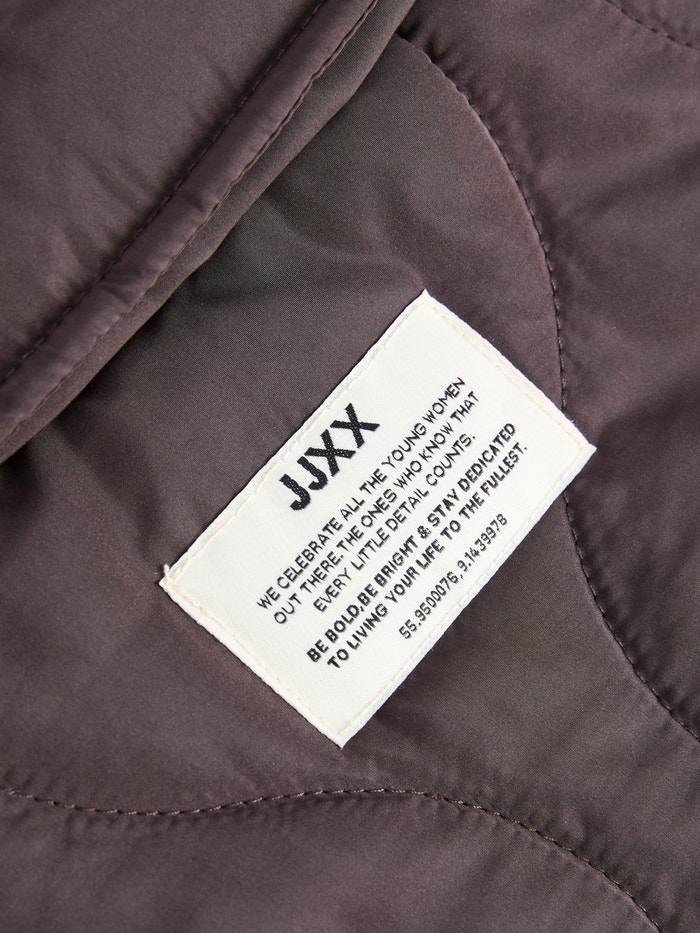 JJXX
WE CELEBRATE ALL THE YOUNG WOMEN
OUT THERE. THE ONES WHO KNOW THAT
EVERY LITTLE DETAIL COUNTS.
BE BOLD, BE BRIGHT & STAY DEDICATED
TO LIVING YOUR LIFE TO THE FULLEST.
55,9500076, 9.1439978